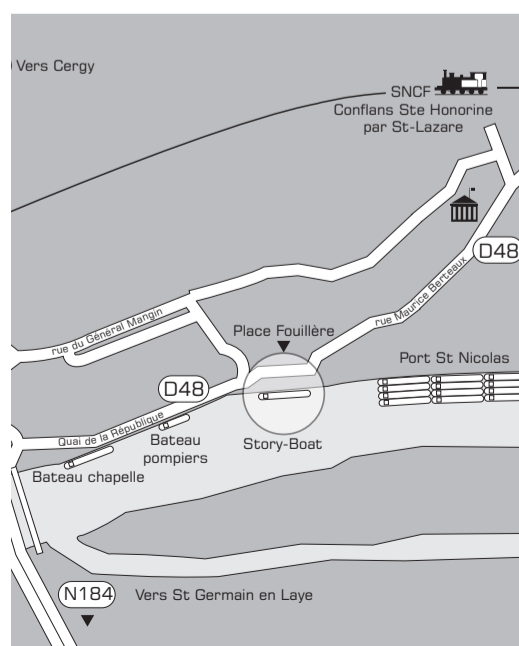 Vers Cergy
SNCF
Conflans Ste Honorine
par St-Lazare
D48
rue Maurice Berteaux
rue du Général Mangin
Place Fouillère
Port St Nicolas
D48
Quai de la République
Bateau
pompiers
Story-Boat
Bateau chapelle
N184
Vers St Germain en Laye